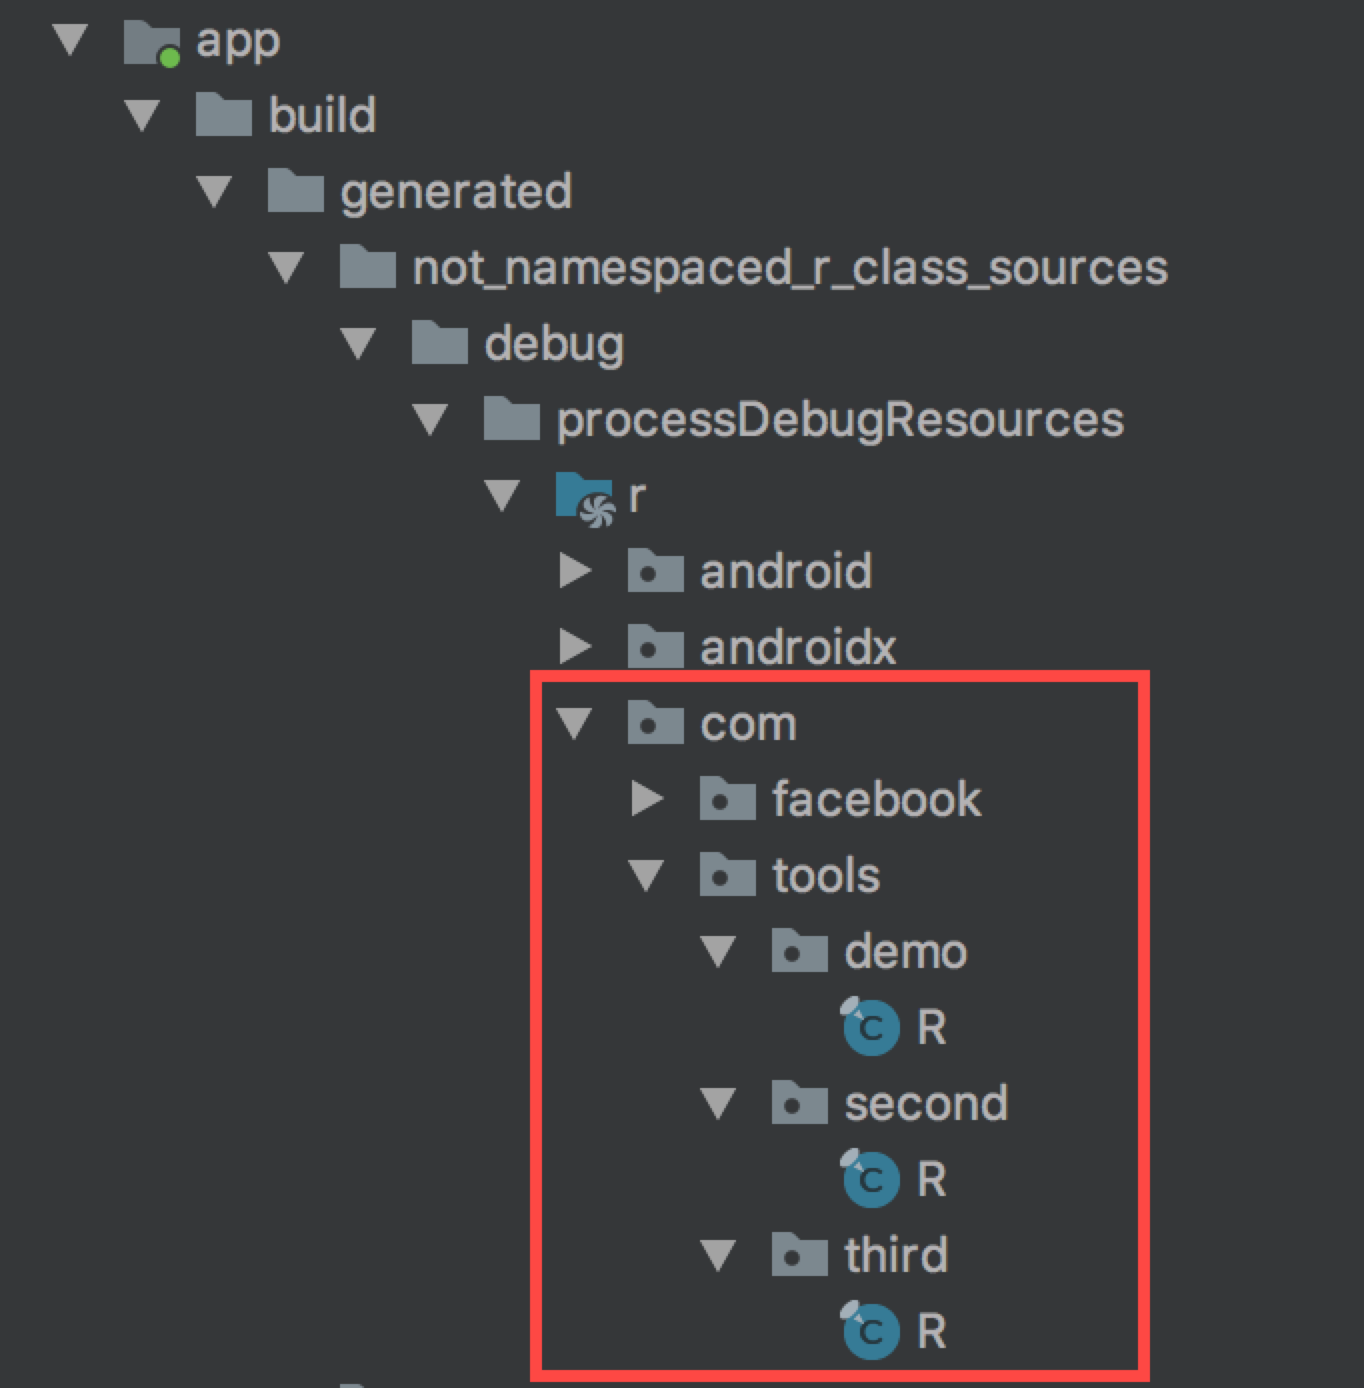 app
build
generated
not_namespaced_r_class_sources
debug
processDebugResources
r
android
androidx
com
facebook
tools
demo
C R
second
C R
third
C R